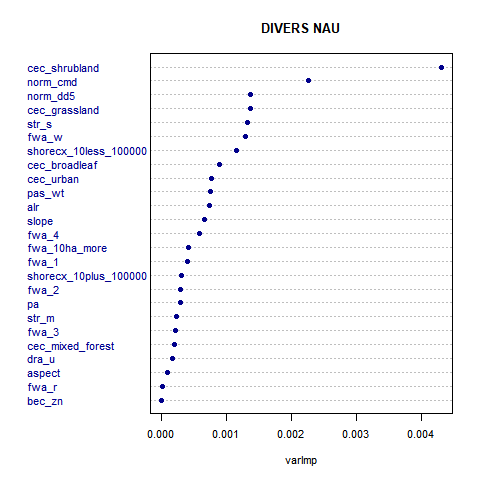 DIVERS NAU
cec_shrubland
norm_cmd
norm_dd5
cec_grassland
str_s
fwa_w
shorecx_10less_100000
cec_broadleaf
cec_urban
pas_wt
alr
slope
fwa_4
fwa_10ha_more
fwa_1
shorecx_10plus_100000
fwa_2
pa
str_m
fwa_3
cec_mixed_forest
dra_u
aspect
fwa_r
bec_zn
0.000 0.001 0.002 0.003 0.004
varImp